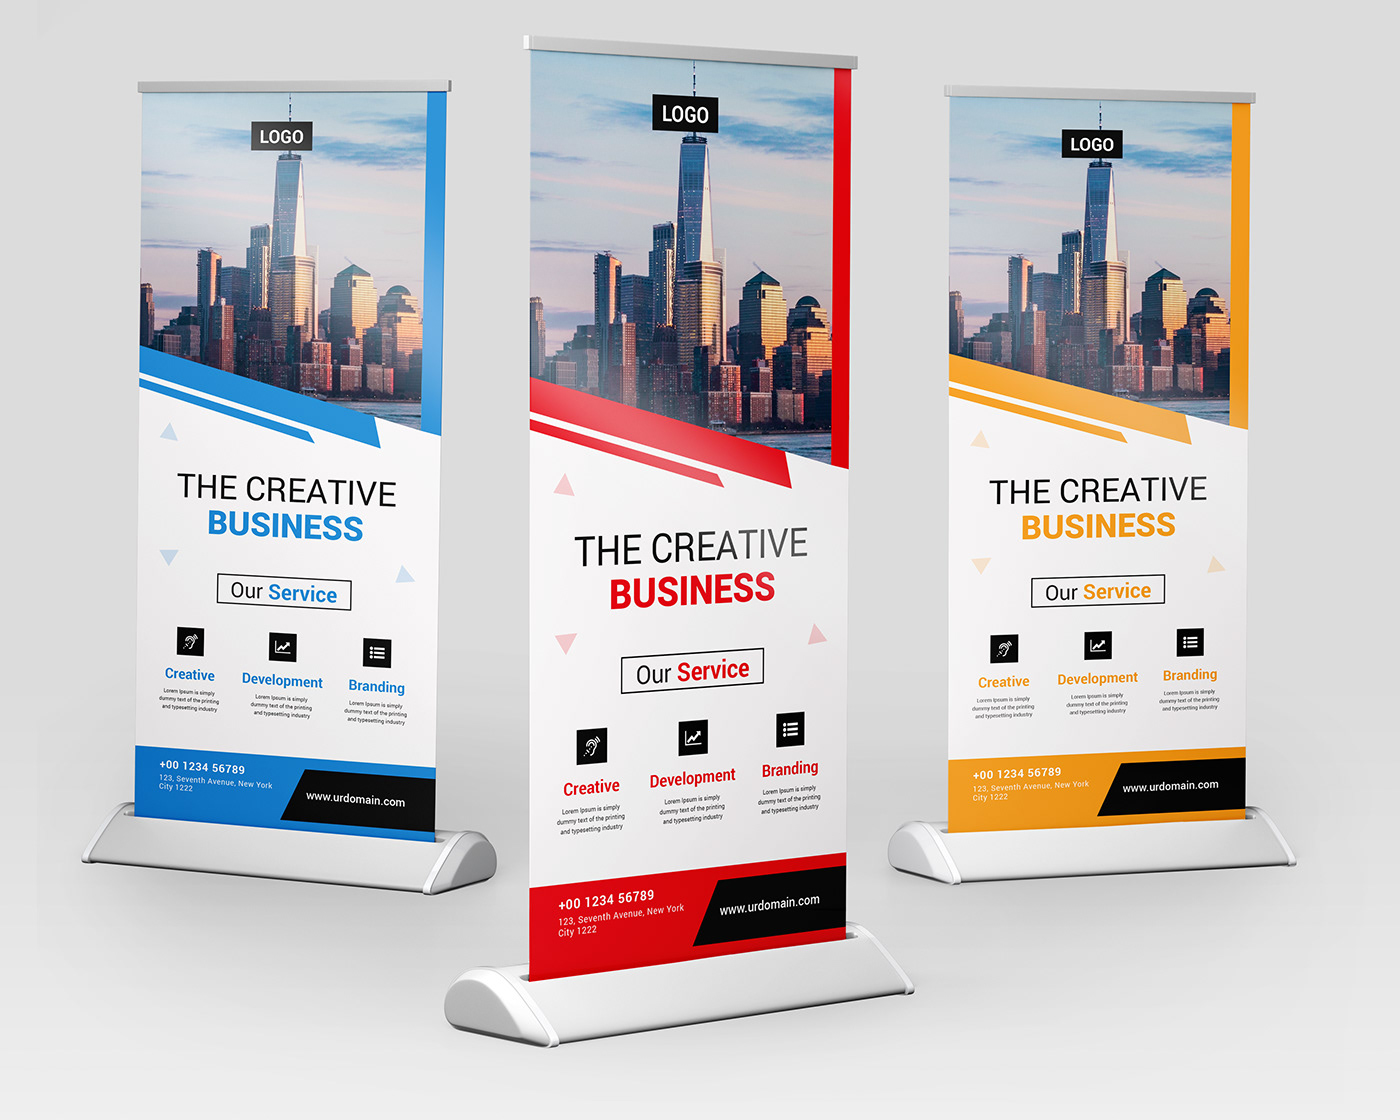 LOGO
THE CREATIVE
BUSINESS
Our Service
Creative
Lorem Ipsum is simply
dummy text of the printing
and typesetting industry
Development
Lorem Ipsum is simply
dummy text of the printing
and typesetting industry
Branding
Lorem Ipsum is simply
dummy text of the printing
and typesetting industry
+00 1234 56789
123, Seventh Avenue, New York
City 1222
www.urdomain.com
LOGO
THE CREATIVE
BUSINESS
Our Service
Creative
Lorem Ipsum is simply
dummy text of the printing
and typesetting industry
Development
Lorem Ipsum is simply
dummy text of the printing
and typesetting industry
Branding
Lorem Ipsum is simply
dummy text of the printing
and typesetting industry
+00 1234 56789
123, Seventh Avenue, New York
City 1222
www.urdomain.com
LOGO
THE CREATIVE
BUSINESS
Our Service
Creative
Lorem Ipsum is simply
dummy text of the printing
and typesetting industry
Development
Lorem Ipsum is simply
dummy text of the printing
and typesetting industry
Branding
Lorem Ipsum is simply
dummy text of the printing
and typesetting industry
+00 1234 56789
123, Seventh Avenue, New York
City 1222
www.urdomain.com